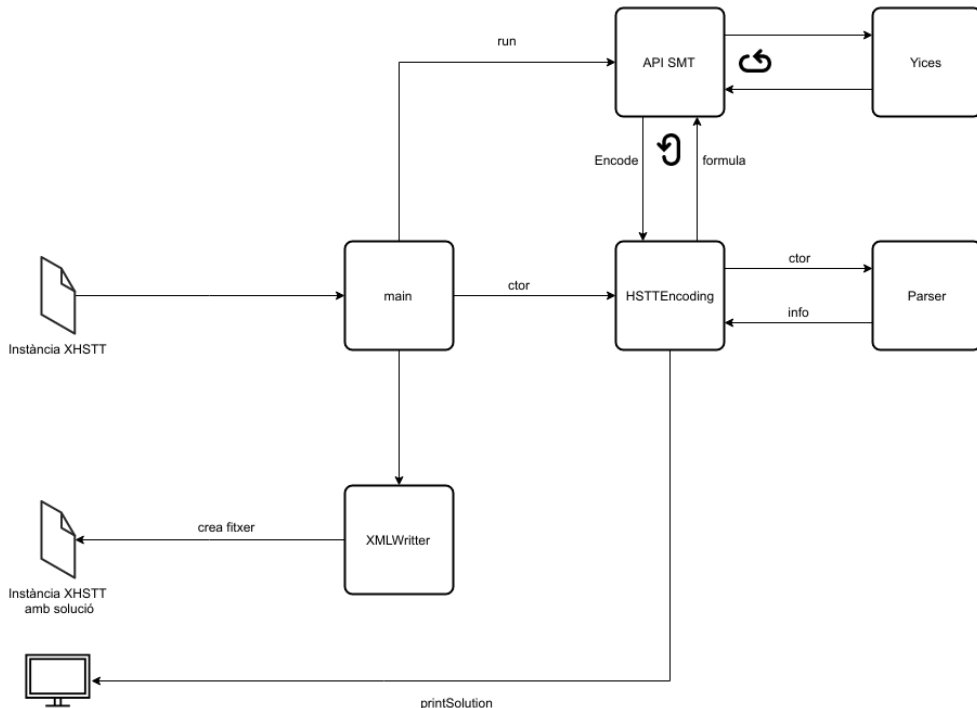 run
API SMT
Yices
Encode
formula
main
ctor
HSTTEncoding
ctor
info
Parser
Instància XHSTT
crea fitxer
XMLWritter
Instància XHSTT
amb solució
printSolution